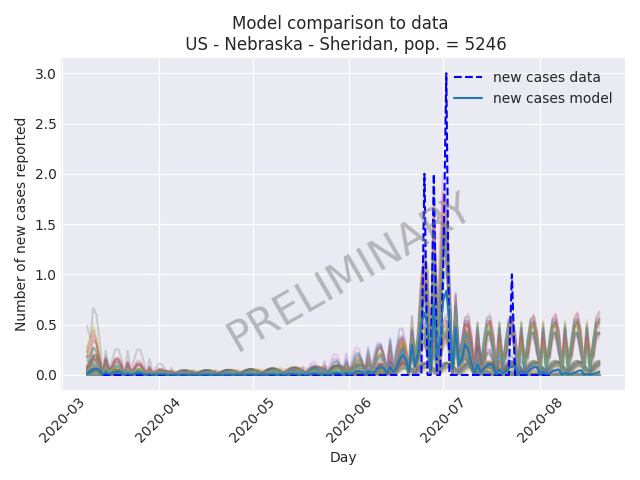 Model comparison to data
US - Nebraska - Sheridan, pop. = 5246
new cases data
new cases model
PRELIMINARY
Number of new cases reported
3.0
2.5
2.0
1.5
1.0
0.5
0.0
2020-03
2020-04
2020-05
2020-06
2020-07
2020-08
Day